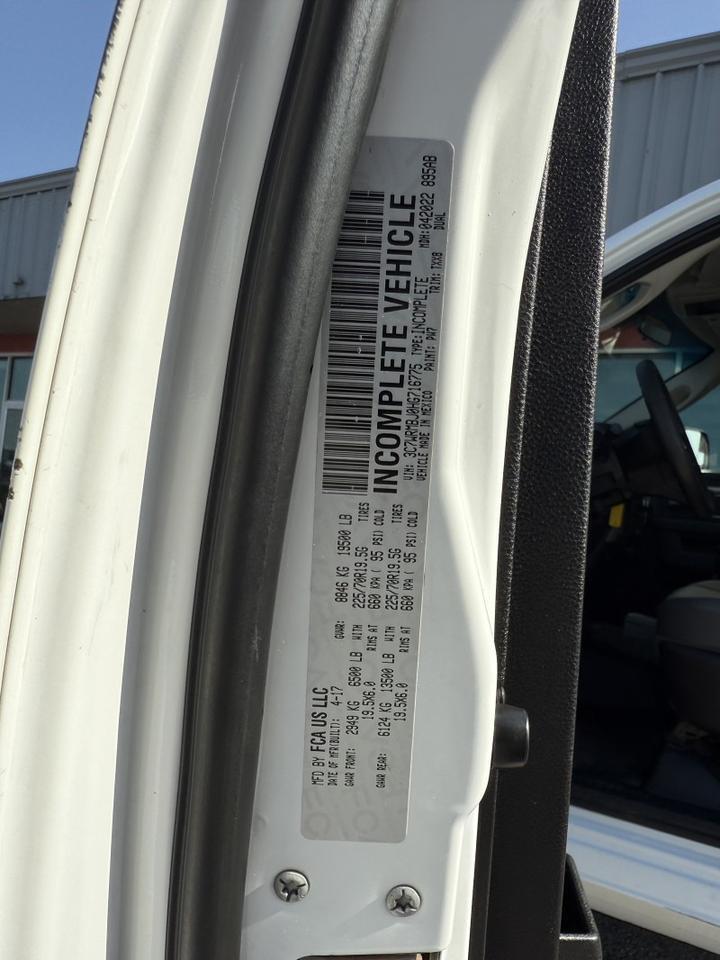 MFD BY FCA US LLC
DATE OF MFR(BUILT): 4-17
GVWR: 8846 KG 19500 LB
GAWR FRONT: 2949 KG 6500 LB WITH 225/70R19.5G TIRES
19.5X6.0 RIMS AT 660 KPA ( 95 PSI) COLD
GAWR REAR: 6124 KG 13500 LB WITH 225/70R19.5G TIRES
19.5X6.0 RIMS AT 660 KPA ( 95 PSI) COLD
INCOMPLETE VEHICLE
VIN: 3C7WRMBJ0HG716775 TYPE:INCOMPLETE MDH:042022 895AB
VEHICLE MADE IN MEXICO PAINT: PW7 TRIM: TXX8 DUAL